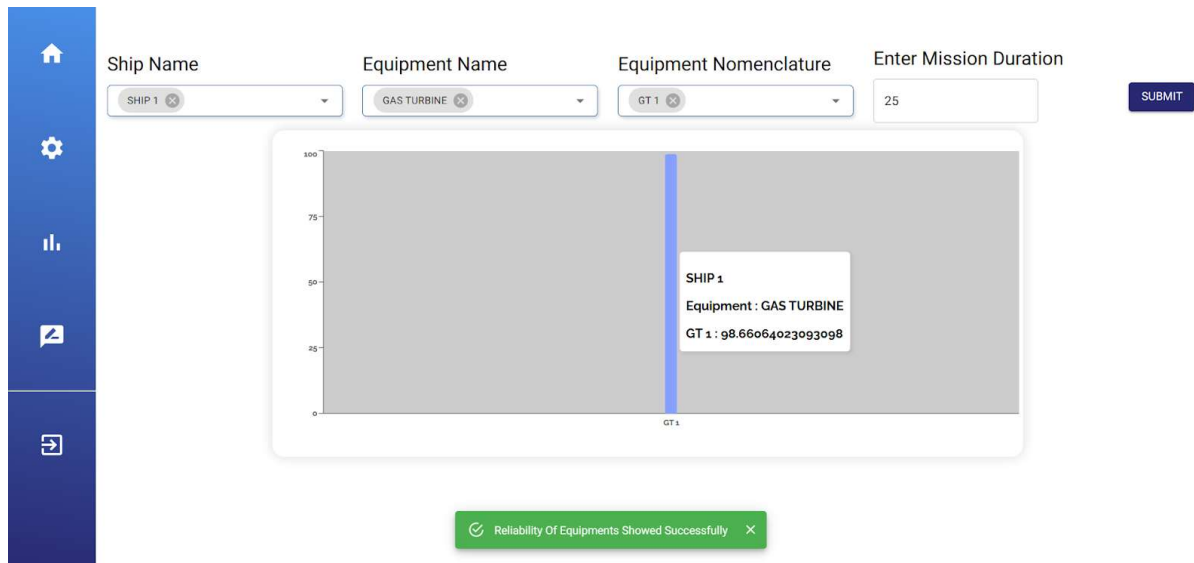 Ship Name
Equipment Name
Equipment Nomenclature
Enter Mission Duration
SHIP 1
GAS TURBINE
GT 1
25
SUBMIT
100
75
50
25
0
GT 1
SHIP 1
Equipment : GAS TURBINE
GT 1 : 98.66064023093098
Reliability Of Equipments Showed Successfully